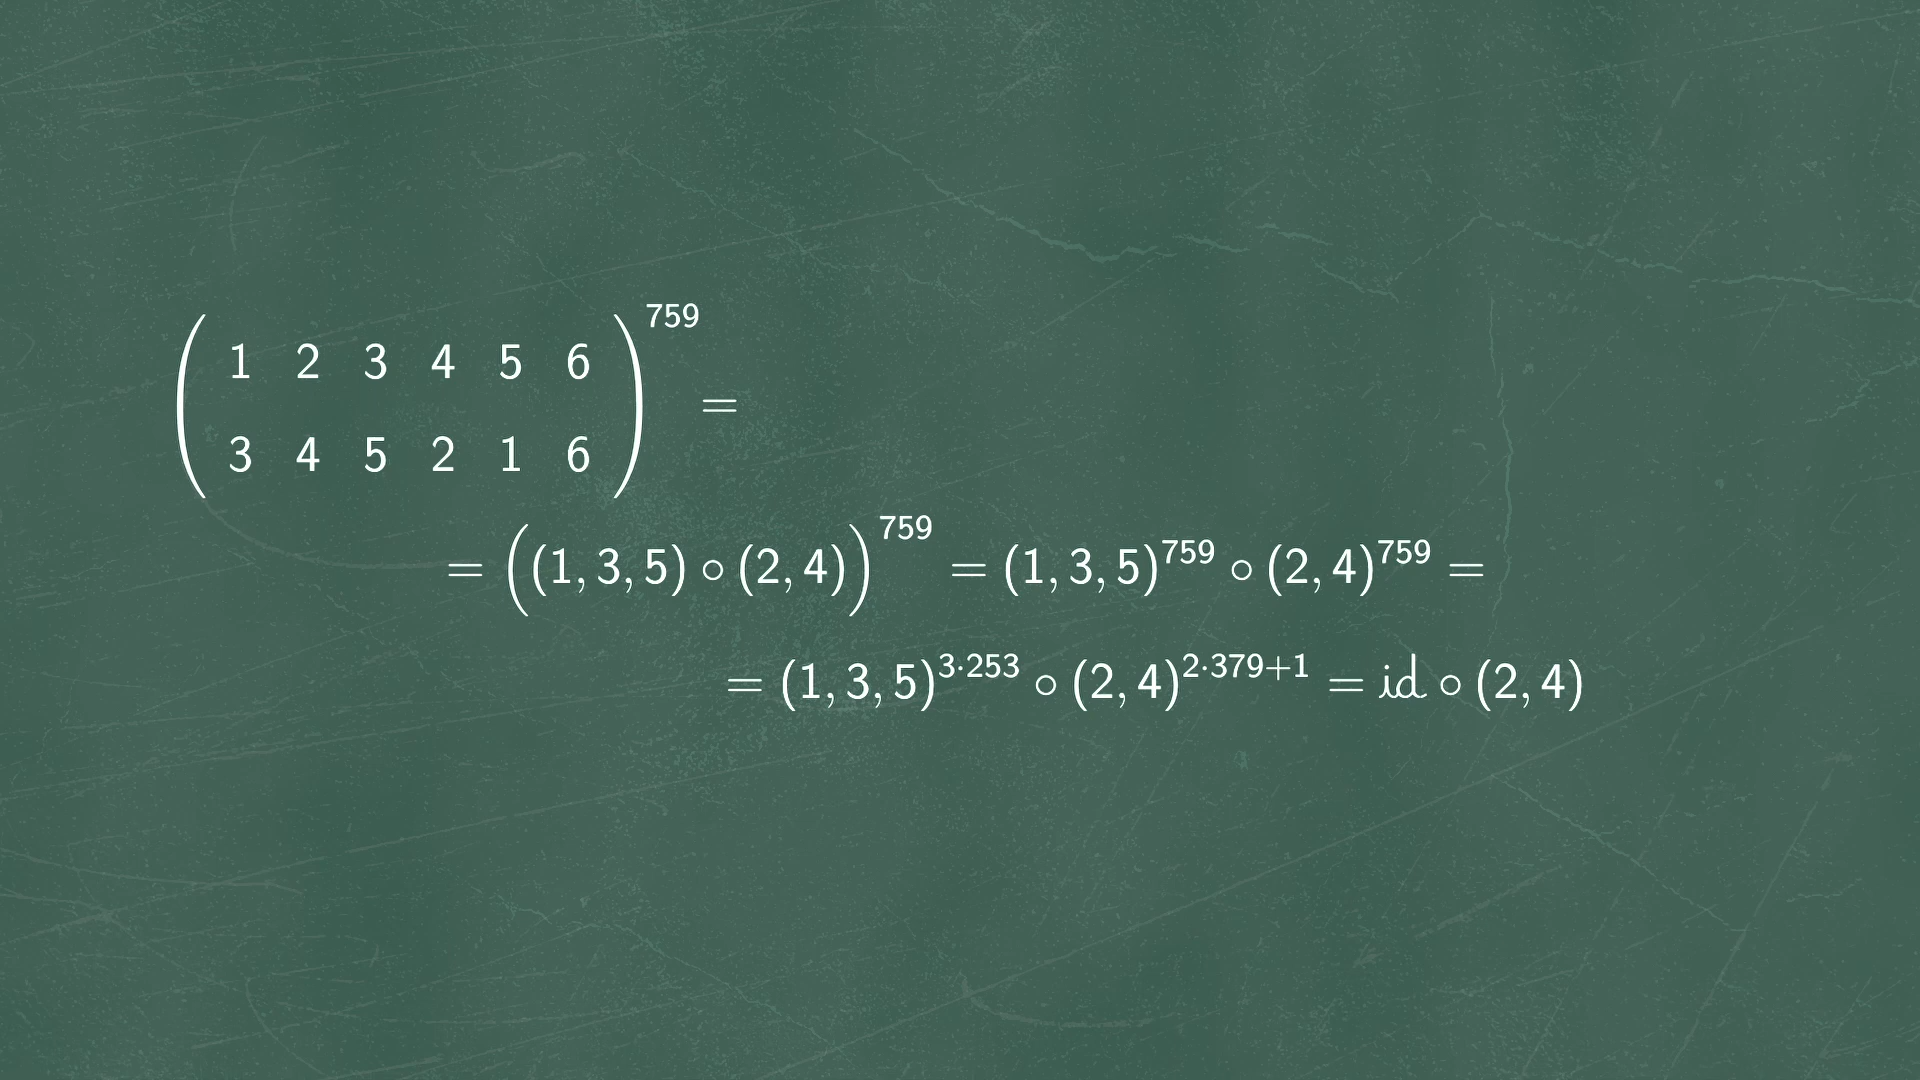 ( 1 2 3 4 5 6
3 4 5 2 1 6 )^759 =
= ((1, 3, 5) ∘ (2, 4))^759 = (1, 3, 5)^759 ∘ (2, 4)^759 =
= (1, 3, 5)^3·253 ∘ (2, 4)^2·379+1 = id ∘ (2, 4)